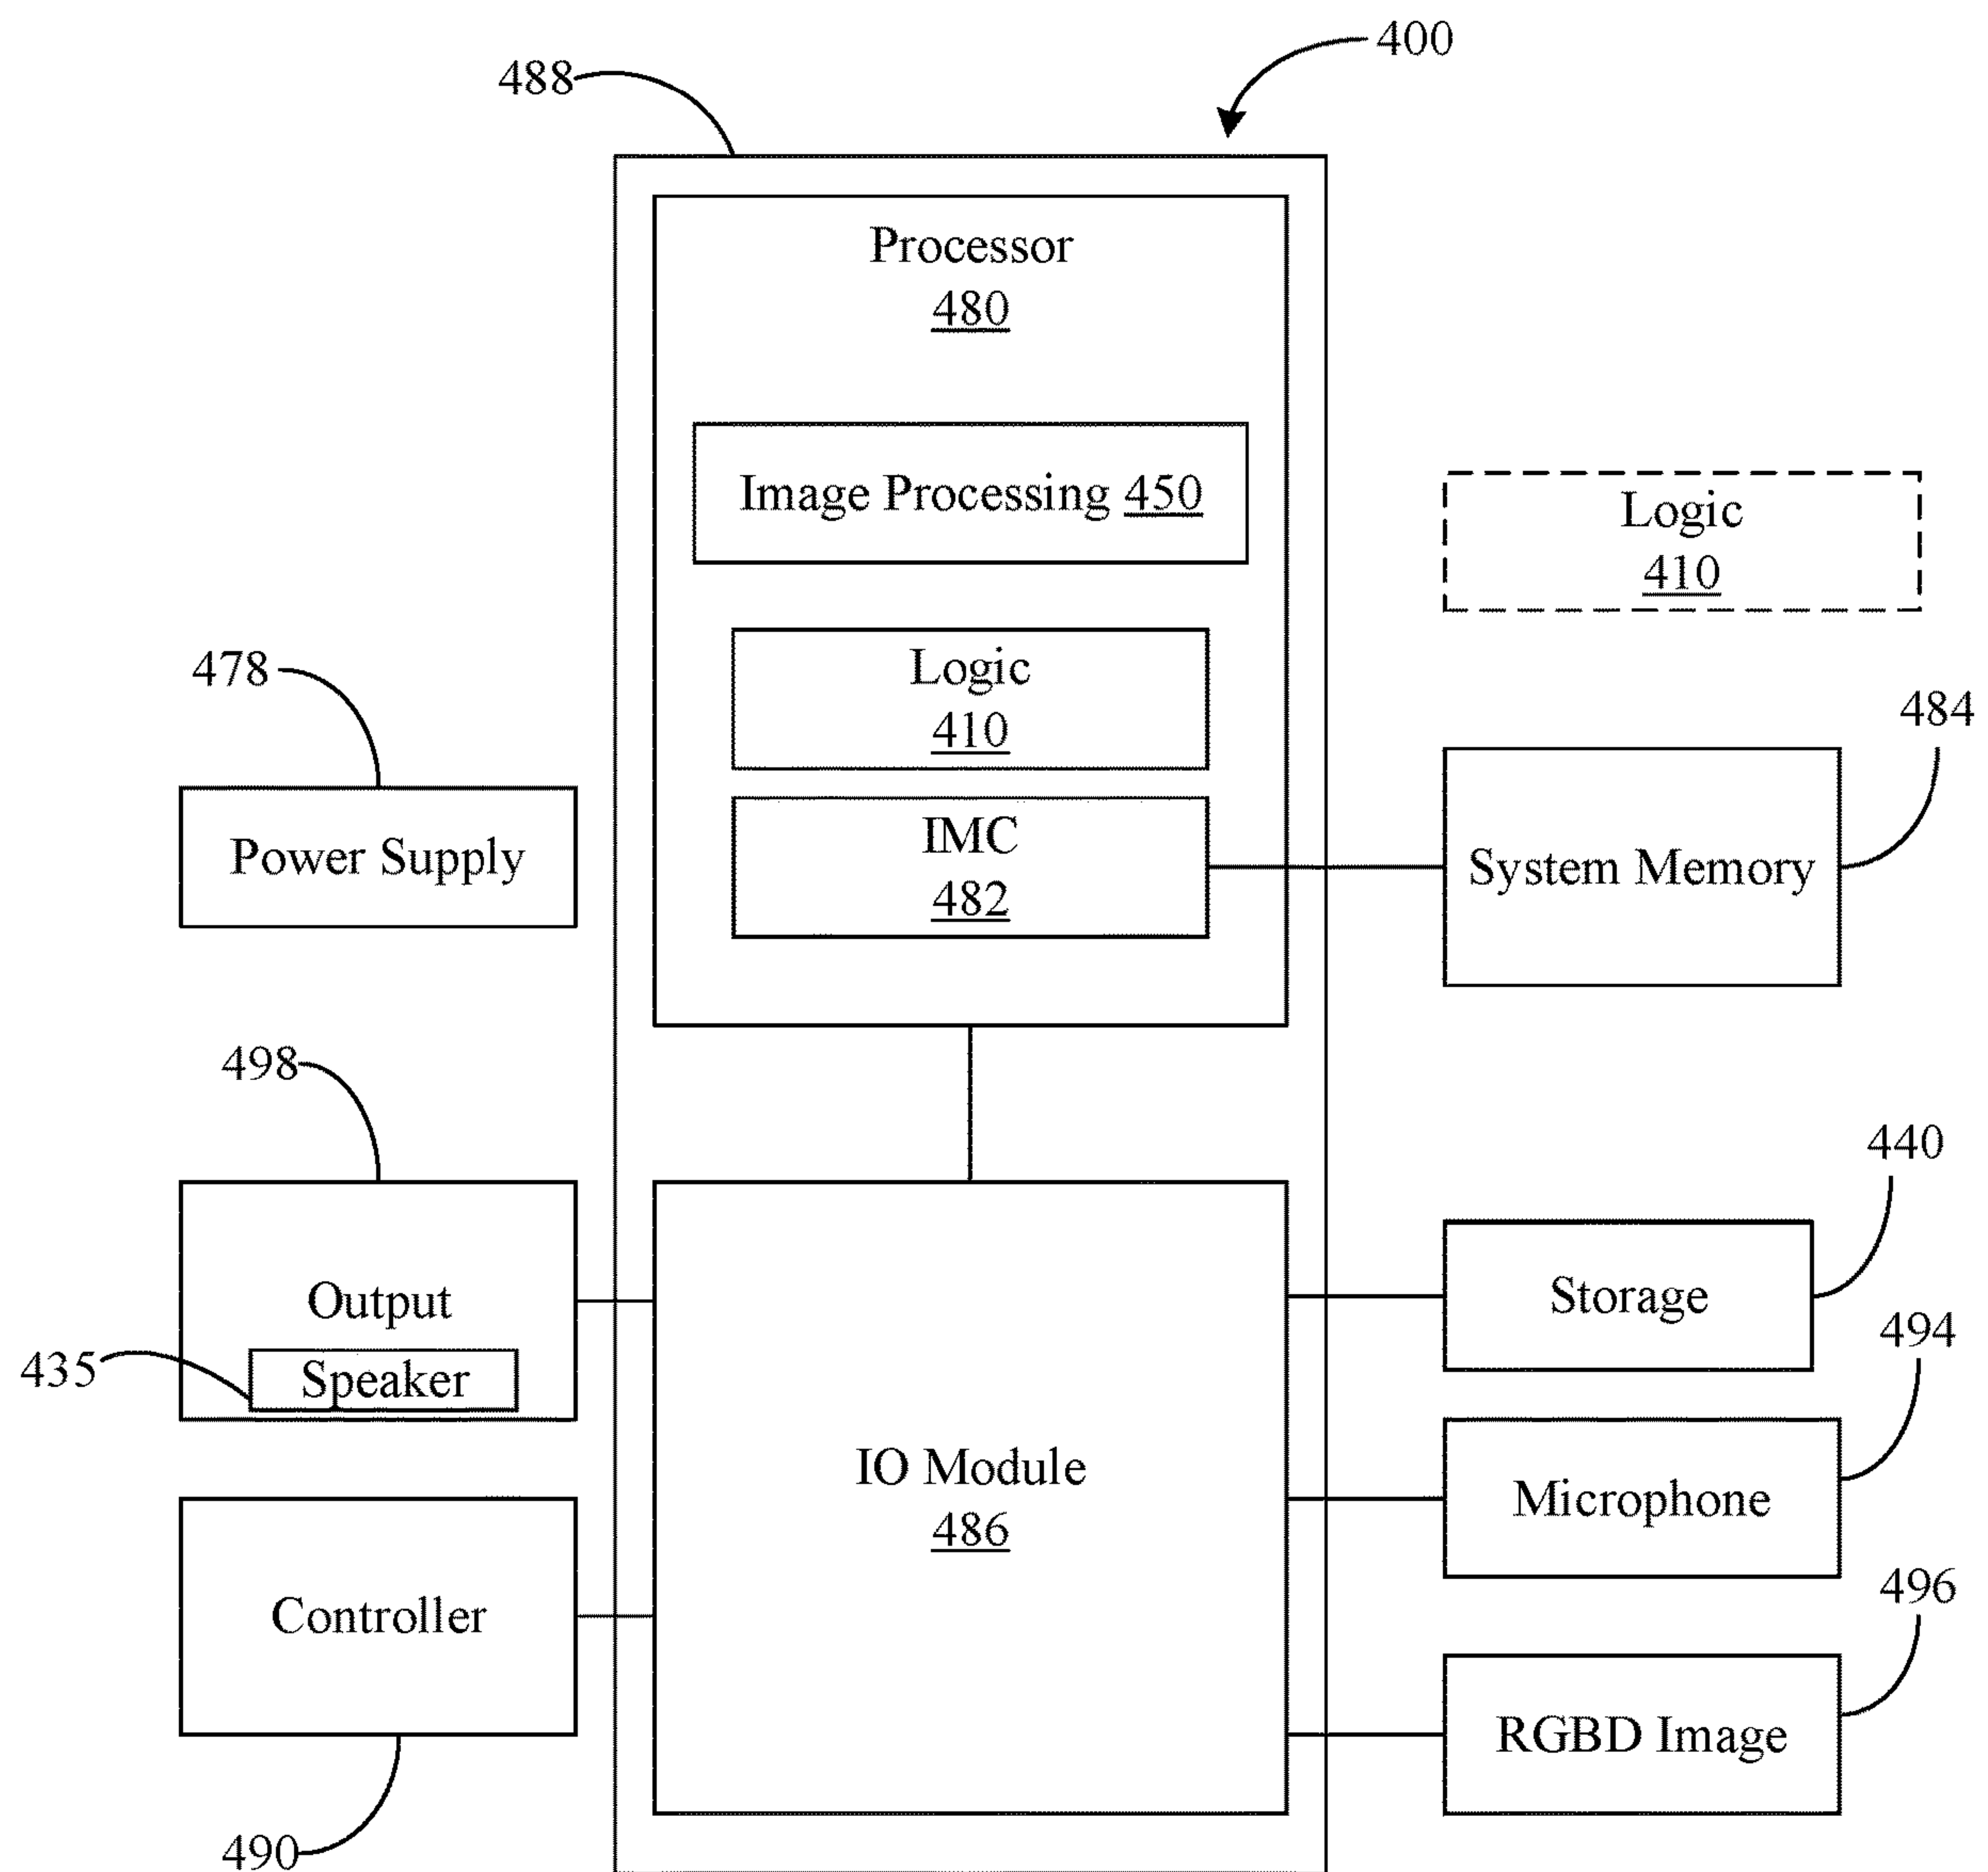 400
488
Processor
480
Image Processing 450
Logic
410
Logic
410
478
484
IMC
482
Power Supply
System Memory
498
440
Output
Storage
435
Speaker
494
IO Module
486
Microphone
Controller
496
RGBD Image
490